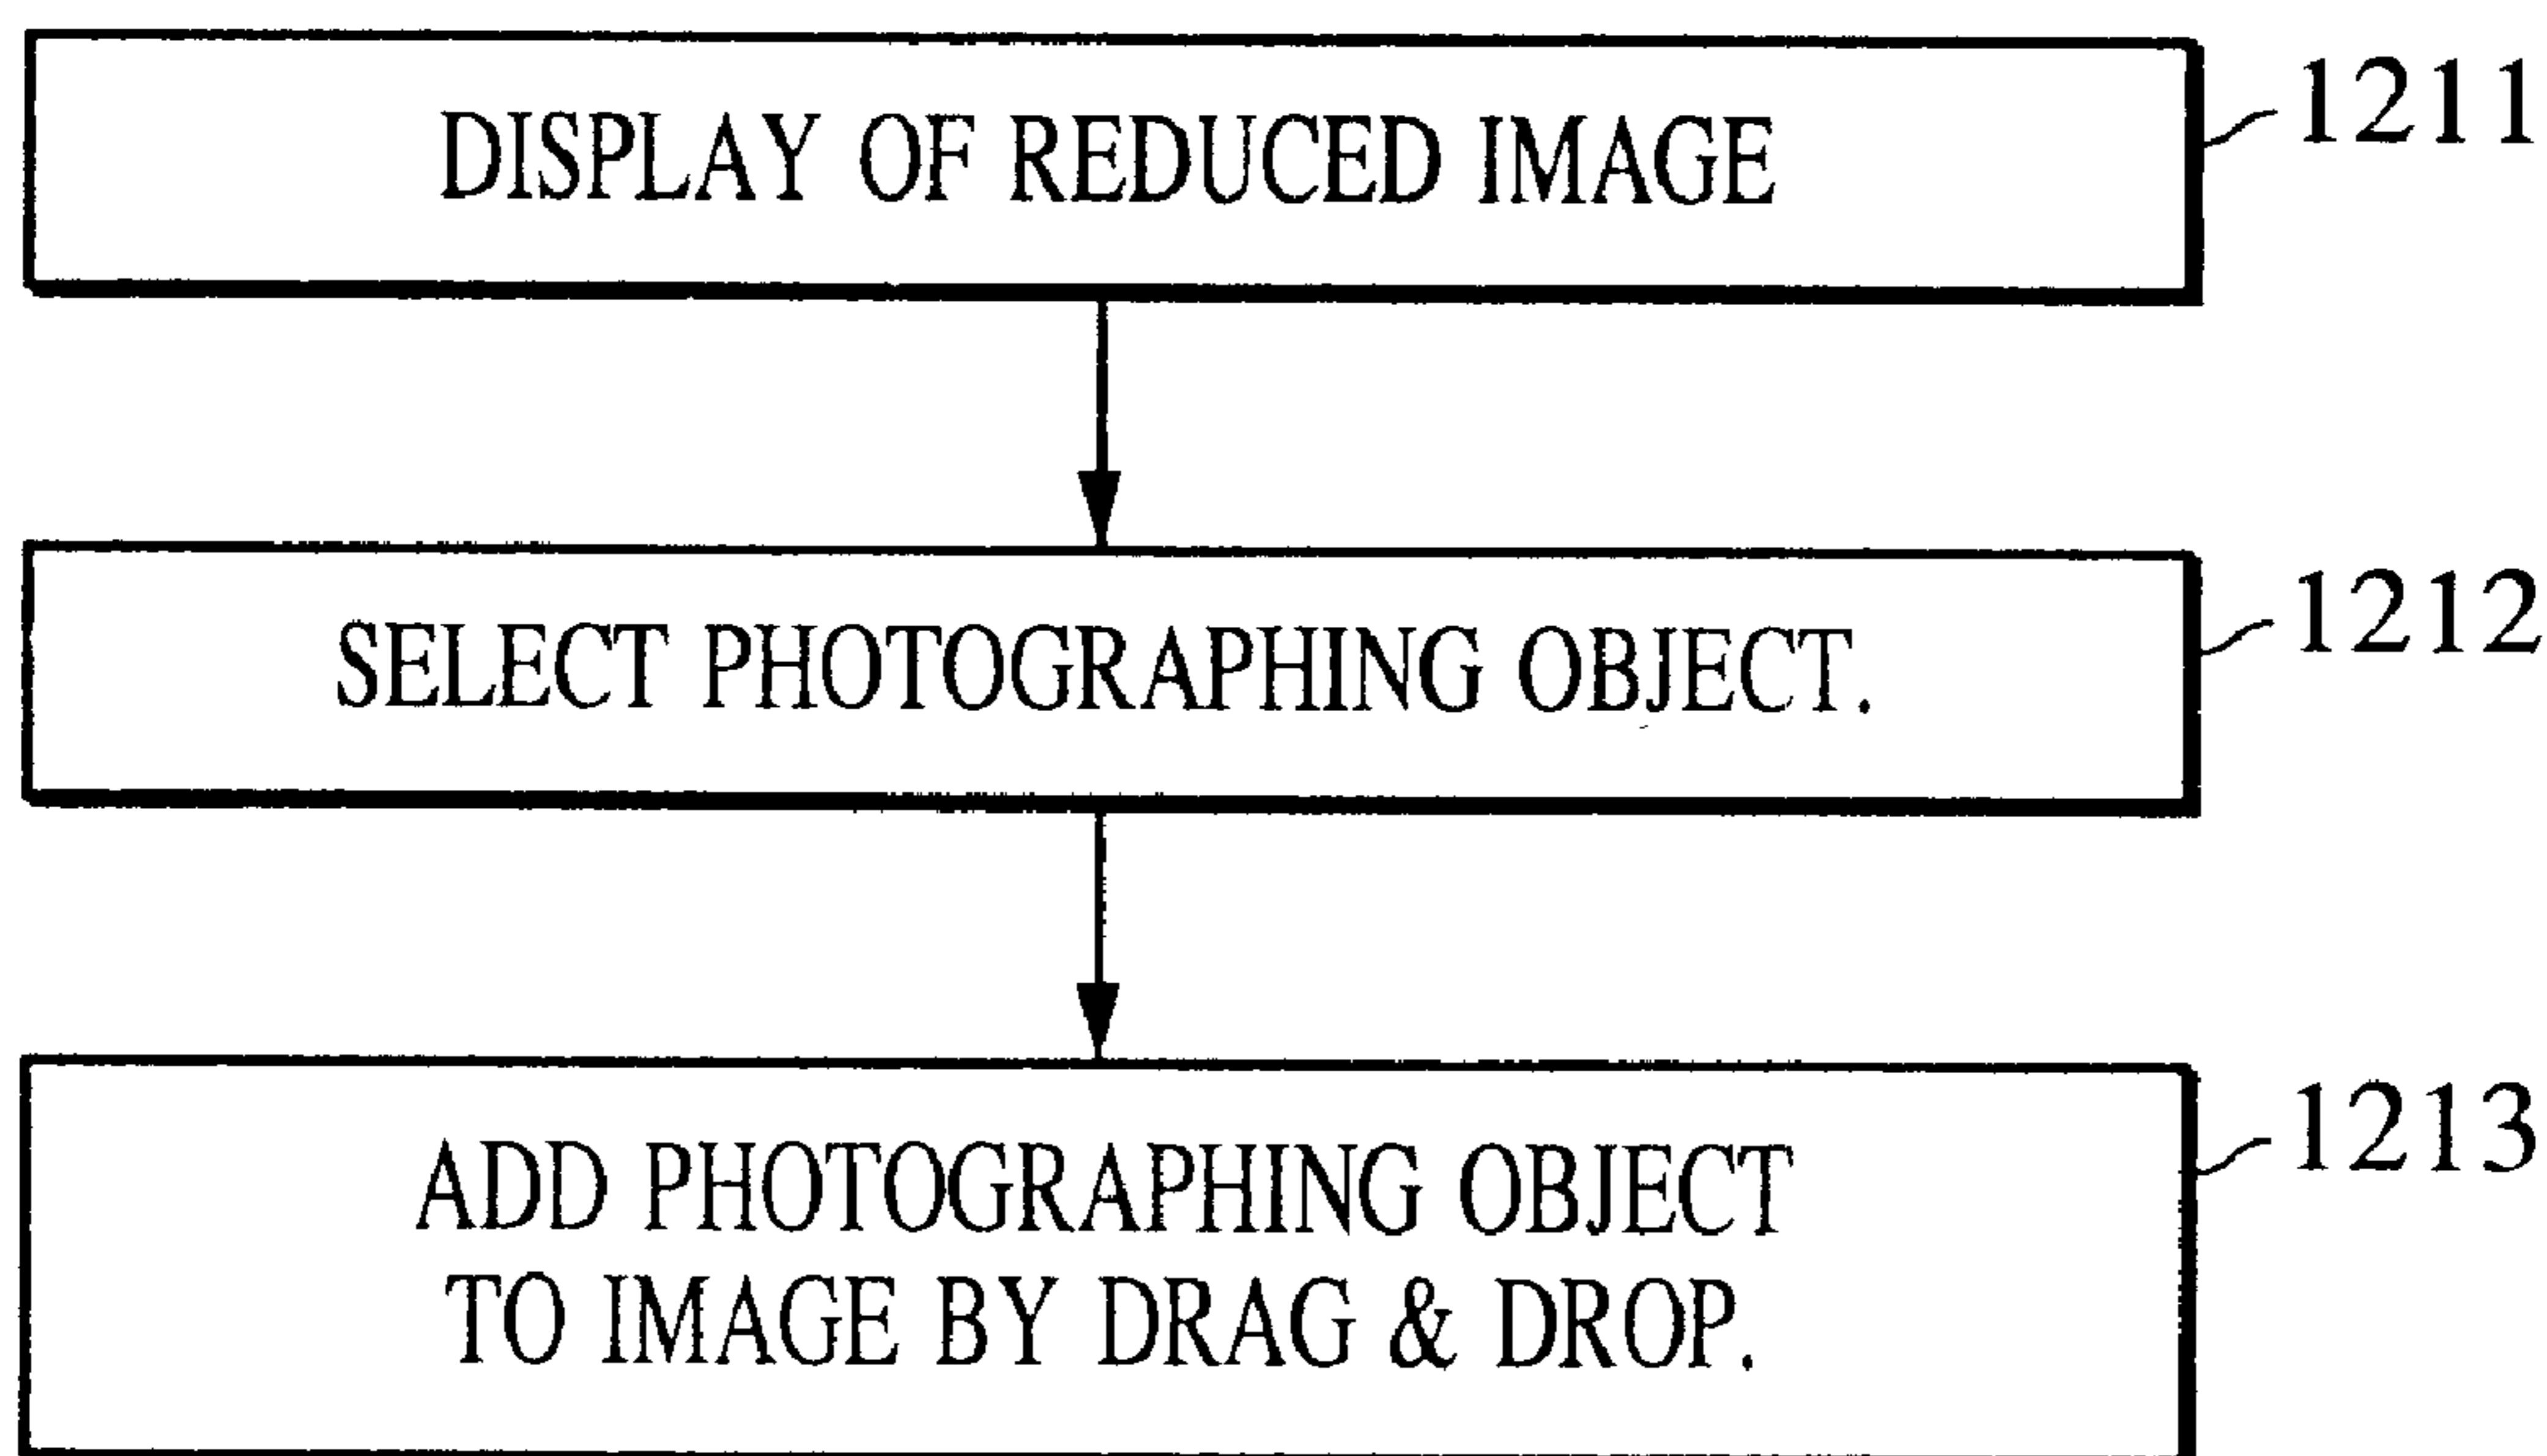 DISPLAY OF REDUCED IMAGE
1211
SELECT PHOTOGRAPHING OBJECT.
1212
ADD PHOTOGRAPHING OBJECT
TO IMAGE BY DRAG & DROP.
1213